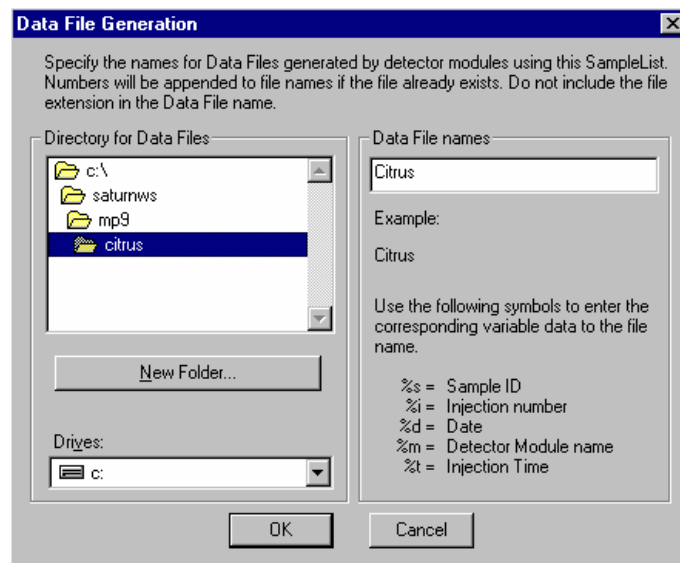 Data File Generation
Specify the names for Data Files generated by detector modules using this SampleList.
Numbers will be appended to file names if the file already exists. Do not include the file
extension in the Data File name.
Directory for Data Files
c:\
saturnws
mp9
citrus
New Folder...
Drives:
c:
Data File names
Citrus
Example:
Citrus
Use the following symbols to enter the
corresponding variable data to the file
name.
%s = Sample ID
%i = Injection number
%d = Date
%m = Detector Module name
%t = Injection Time
OK
Cancel